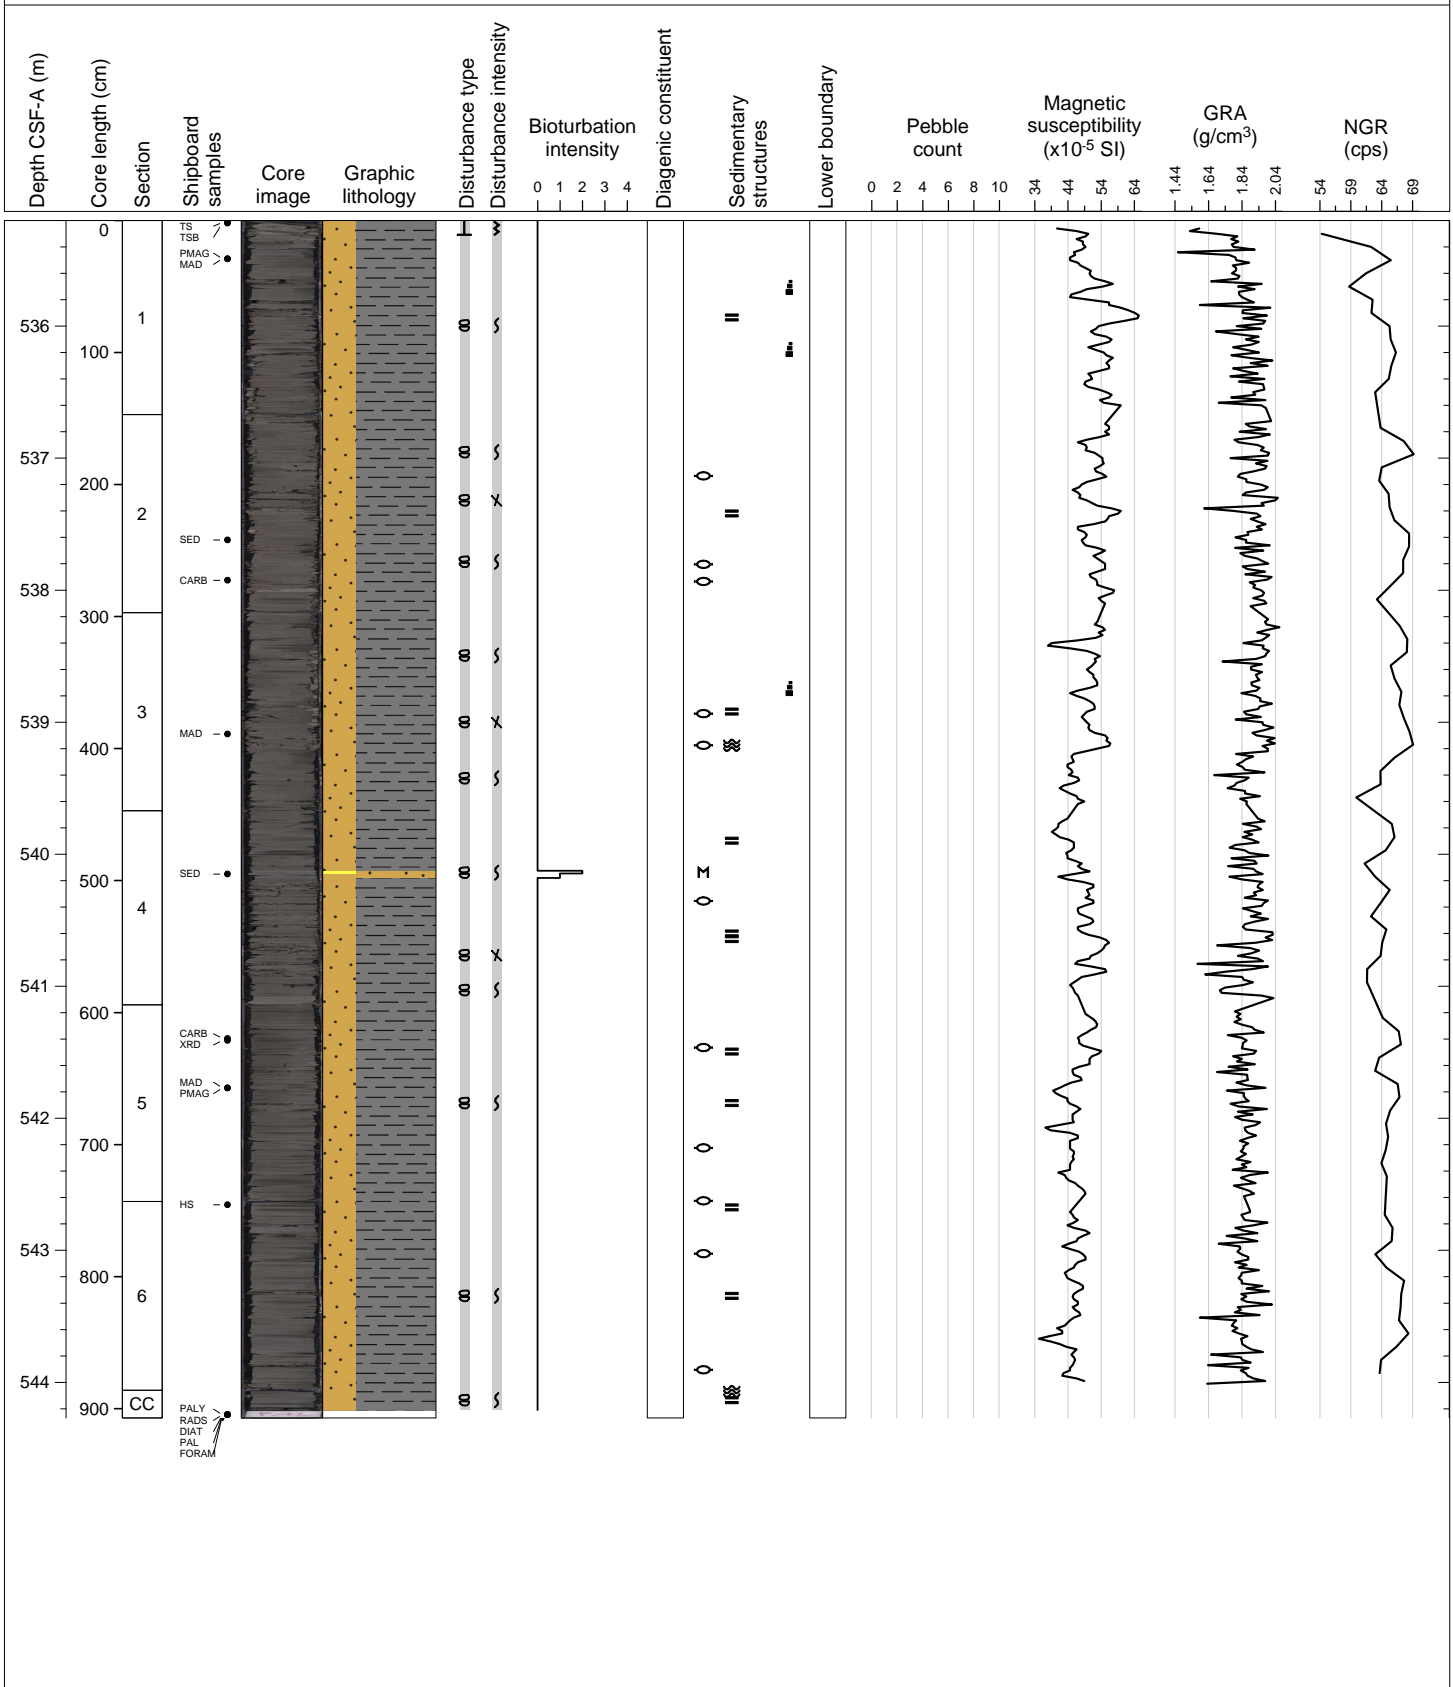 Depth CSF-A (m)
Core length (cm)
Section
Shipboard
samples
Core
image
Graphic
lithology
Disturbance type
Disturbance intensity
Bioturbation
intensity
0 1 2 3 4
Diagenic constituent
Sedimentary
structures
Lower boundary
Pebble
count
0 2 4 6 8 10
Magnetic
susceptibility
(x10-5 SI)
34 44 54 64
GRA
(g/cm3)
1.44 1.64 1.84 2.04
NGR
(cps)
54 59 64 69
0
TS
TSB
PMAG
MAD
1
536
100
537
200
2
SED
CARB
538
300
3
539
MAD
400
540
SED
500
4
541
600
CARB
XRD
MAD
PMAG
5
542
700
HS
543
800
6
544
CC
900
PALY
RADS
DIAT
PAL
FORAM
M